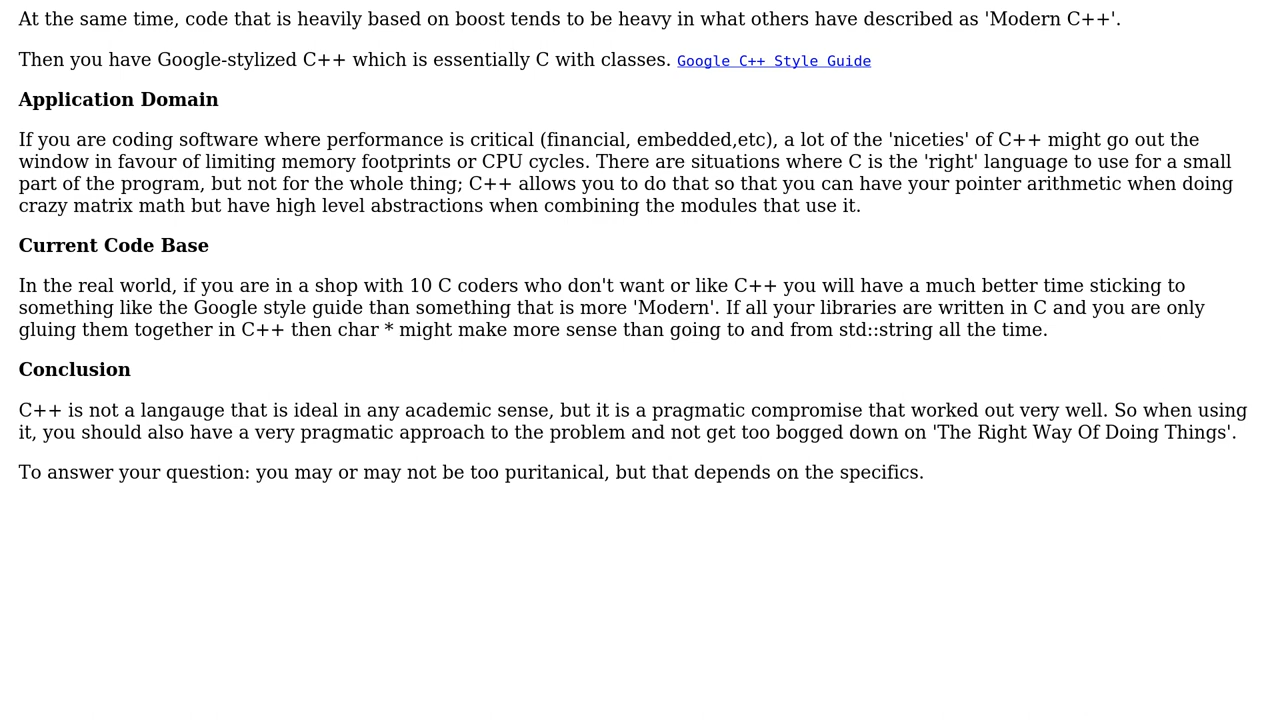 At the same time, code that is heavily based on boost tends to be heavy in what others have described as 'Modern C++'.
Then you have Google-stylized C++ which is essentially C with classes. Google C++ Style Guide
Application Domain
If you are coding software where performance is critical (financial, embedded,etc), a lot of the 'niceties' of C++ might go out the
window in favour of limiting memory footprints or CPU cycles. There are situations where C is the 'right' language to use for a small
part of the program, but not for the whole thing; C++ allows you to do that so that you can have your pointer arithmetic when doing
crazy matrix math but have high level abstractions when combining the modules that use it.
Current Code Base
In the real world, if you are in a shop with 10 C coders who don't want or like C++ you will have a much better time sticking to
something like the Google style guide than something that is more 'Modern'. If all your libraries are written in C and you are only
gluing them together in C++ then char * might make more sense than going to and from std::string all the time.
Conclusion
C++ is not a langauge that is ideal in any academic sense, but it is a pragmatic compromise that worked out very well. So when using
it, you should also have a very pragmatic approach to the problem and not get too bogged down on 'The Right Way Of Doing Things'.
To answer your question: you may or may not be too puritanical, but that depends on the specifics.